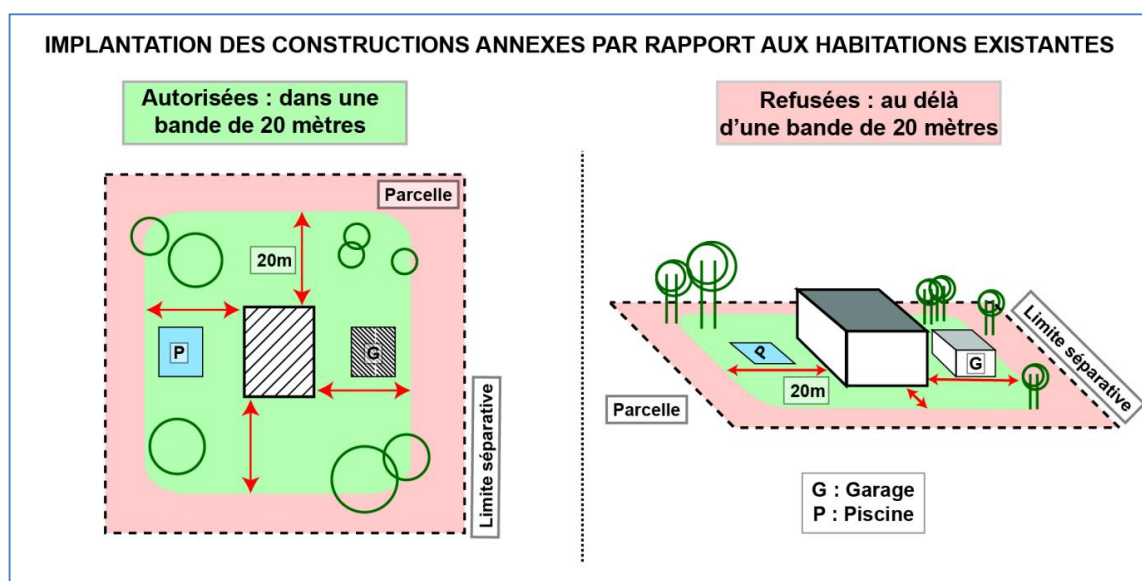 IMPLANTATION DES CONSTRUCTIONS ANNEXES PAR RAPPORT AUX HABITATIONS EXISTANTES
Autorisées : dans une
bande de 20 mètres
Refusées : au délà
d’une bande de 20 mètres
Parcelle
20m
P
G
Limite séparative
P
G
20m
Parcelle
Limite séparative
G : Garage
P : Piscine